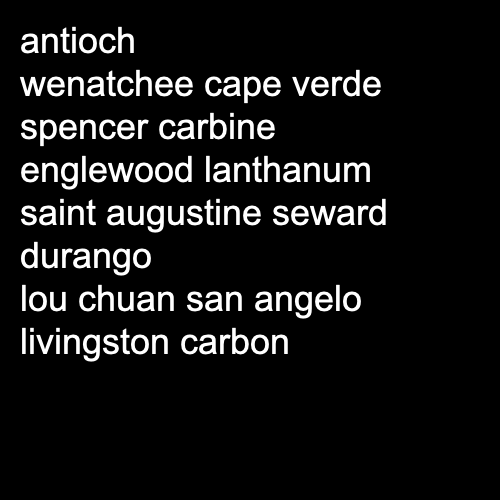 antioch
wenatchee cape verde
spencer carbine
englewood lanthanum
saint augustine seward
durango
lou chuan san angelo
livingston carbon